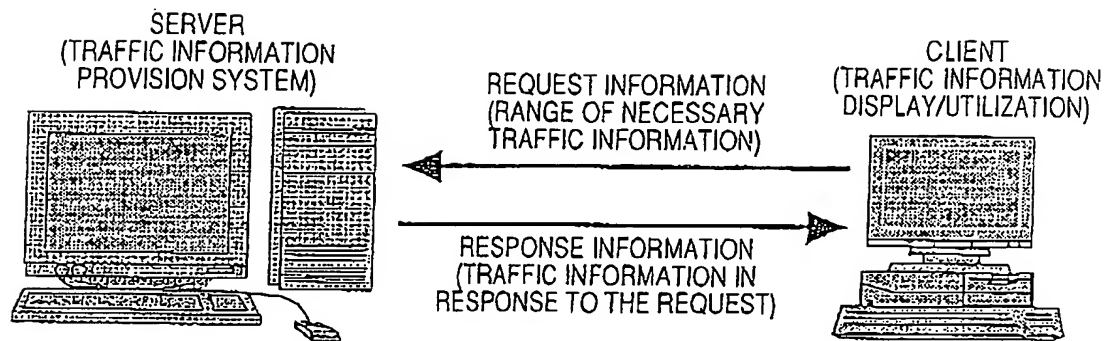 SERVER
(TRAFFIC INFORMATION
PROVISION SYSTEM)
REQUEST INFORMATION
(RANGE OF NECESSARY
TRAFFIC INFORMATION)
CLIENT
(TRAFFIC INFORMATION
DISPLAY/UTILIZATION)
RESPONSE INFORMATION
(TRAFFIC INFORMATION IN
RESPONSE TO THE REQUEST)